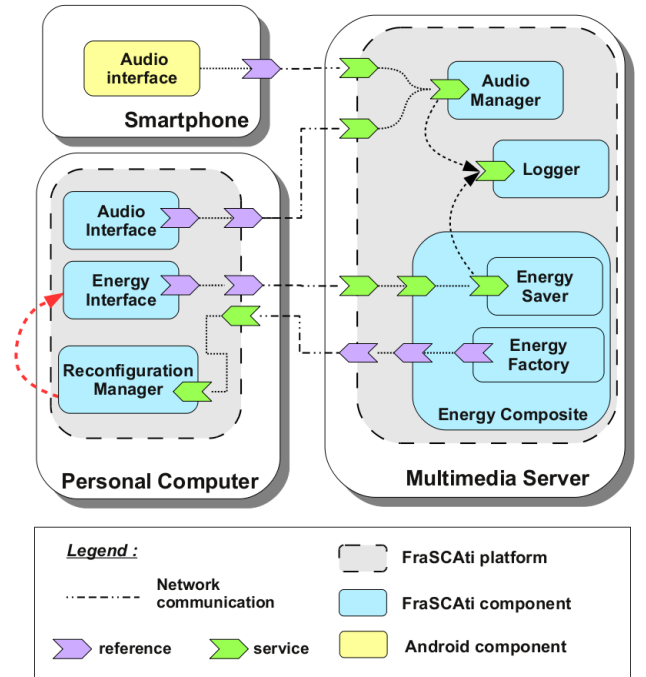 Audio
interface
Smartphone
Audio
Manager
Logger
Audio
Interface
Energy
Interface
Reconfiguration
Manager
Personal Computer
Energy
Saver
Energy
Factory
Energy Composite
Multimedia Server
Legend :
Network
communication
reference
service
FraSCAti platform
FraSCAti component
Android component